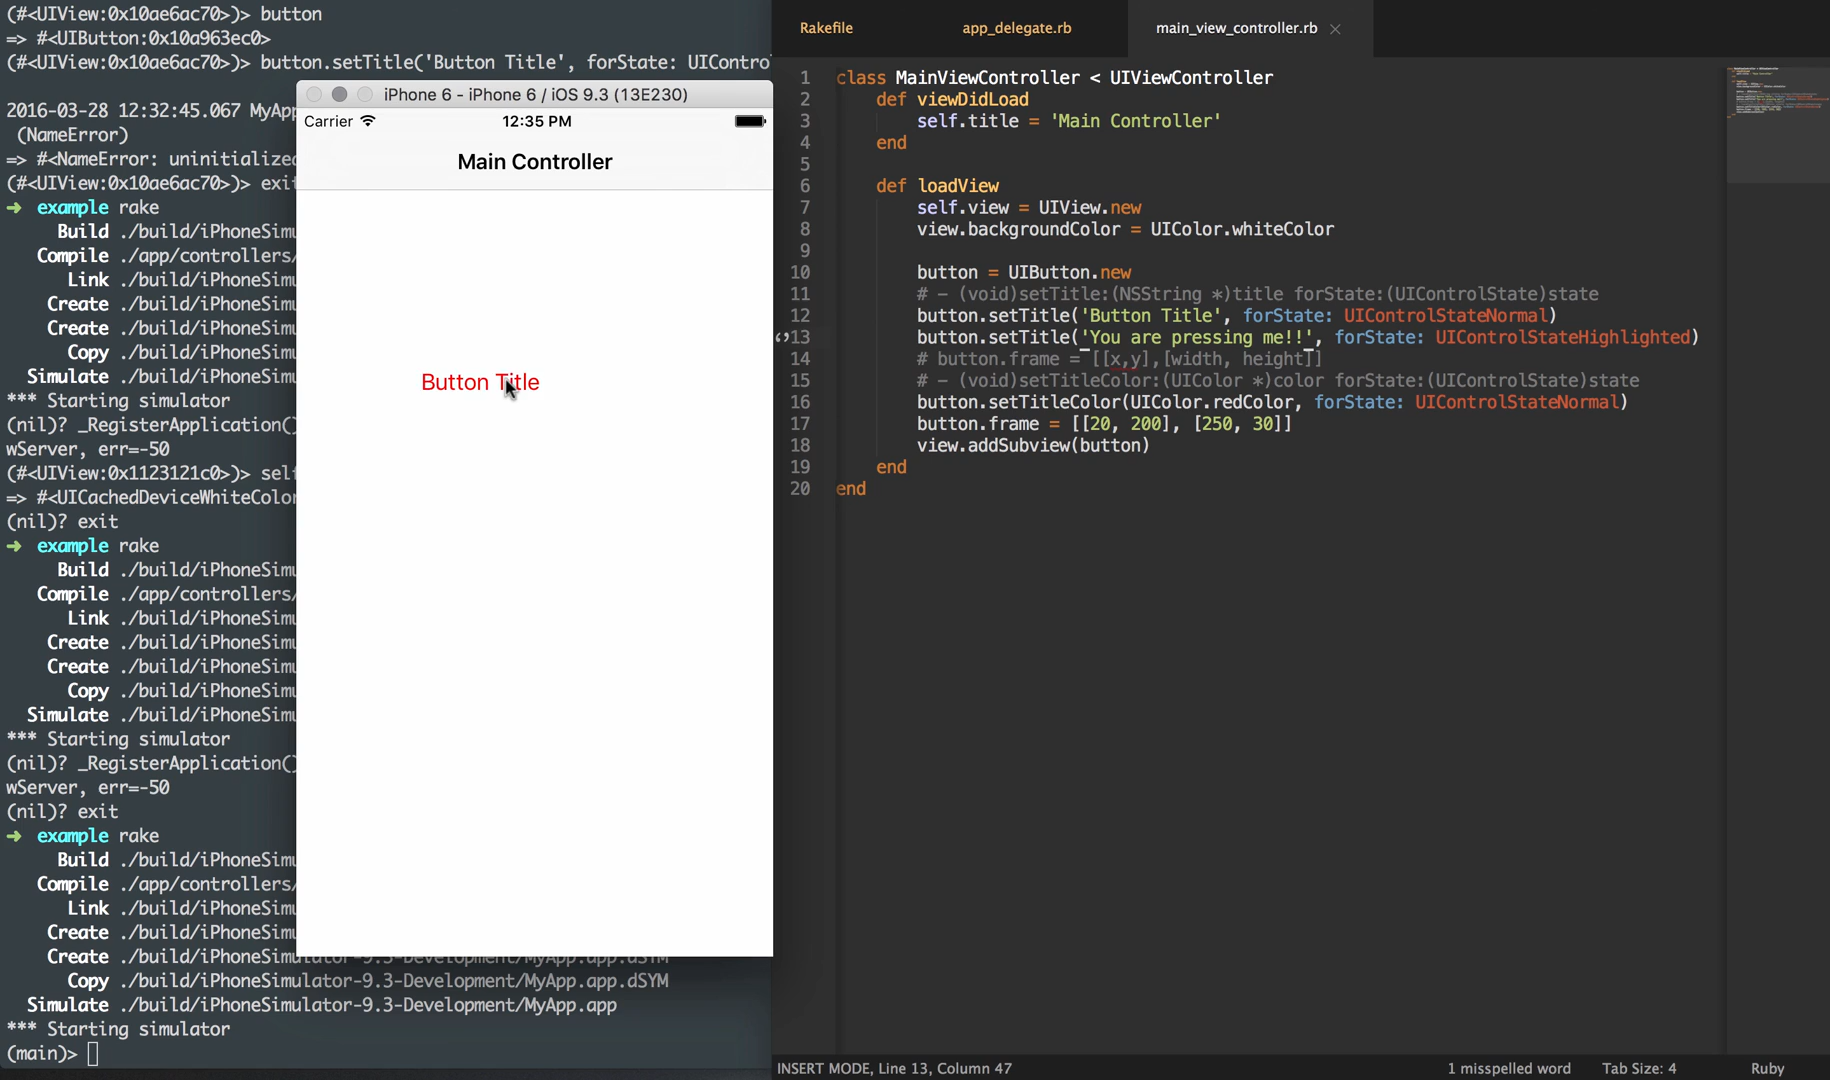 (#<UIView:0x10ae6ac70>)> button
=> #<UIButton:0x10a963ec0>
(#<UIView:0x10ae6ac70>)> button.setTitle('Button Title', forState: UIContro
2016-03-28 12:32:45.067 MyApp
(NameError)
=> #<NameError: uninitialized
(#<UIView:0x10ae6ac70>)> exit
➜ example rake
Build ./build/iPhoneSimu
Compile ./app/controllers/
Link ./build/iPhoneSimu
Create ./build/iPhoneSimu
Create ./build/iPhoneSimu
Copy ./build/iPhoneSimu
Simulate ./build/iPhoneSimu
*** Starting simulator
(nil)? _RegisterApplication()
wServer, err=-50
(#<UIView:0x1123121c0>)> self
=> #<UICachedDeviceWhiteColor
(nil)? exit
➜ example rake
Build ./build/iPhoneSimu
Compile ./app/controllers/
Link ./build/iPhoneSimu
Create ./build/iPhoneSimu
Create ./build/iPhoneSimu
Copy ./build/iPhoneSimu
Simulate ./build/iPhoneSimu
*** Starting simulator
(nil)? _RegisterApplication()
wServer, err=-50
(nil)? exit
➜ example rake
Build ./build/iPhoneSimu
Compile ./app/controllers/
Link ./build/iPhoneSimu
Create ./build/iPhoneSimu
Create ./build/iPhoneSimulator-9.3-Development/MyApp.app.dSYM
Copy ./build/iPhoneSimulator-9.3-Development/MyApp.app.dSYM
Simulate ./build/iPhoneSimulator-9.3-Development/MyApp.app
*** Starting simulator
(main)>
iPhone 6 - iPhone 6 / iOS 9.3 (13E230)
Carrier 12:35 PM
Main Controller
Button Title
Rakefile app_delegate.rb main_view_controller.rb ×
1 class MainViewController < UIViewController
2 def viewDidLoad
3 self.title = 'Main Controller'
4 end
5
6 def loadView
7 self.view = UIView.new
8 view.backgroundColor = UIColor.whiteColor
9
10 button = UIButton.new
11 # - (void)setTitle:(NSString *)title forState:(UIControlState)state
12 button.setTitle('Button Title', forState: UIControlStateNormal)
13 button.setTitle('You are pressing me!!', forState: UIControlStateHighlighted)
14 # button.frame = [[x,y],[width, height]]
15 # - (void)setTitleColor:(UIColor *)color forState:(UIControlState)state
16 button.setTitleColor(UIColor.redColor, forState: UIControlStateNormal)
17 button.frame = [[20, 200], [250, 30]]
18 view.addSubview(button)
19 end
20 end
INSERT MODE, Line 13, Column 47 1 misspelled word Tab Size: 4 Ruby